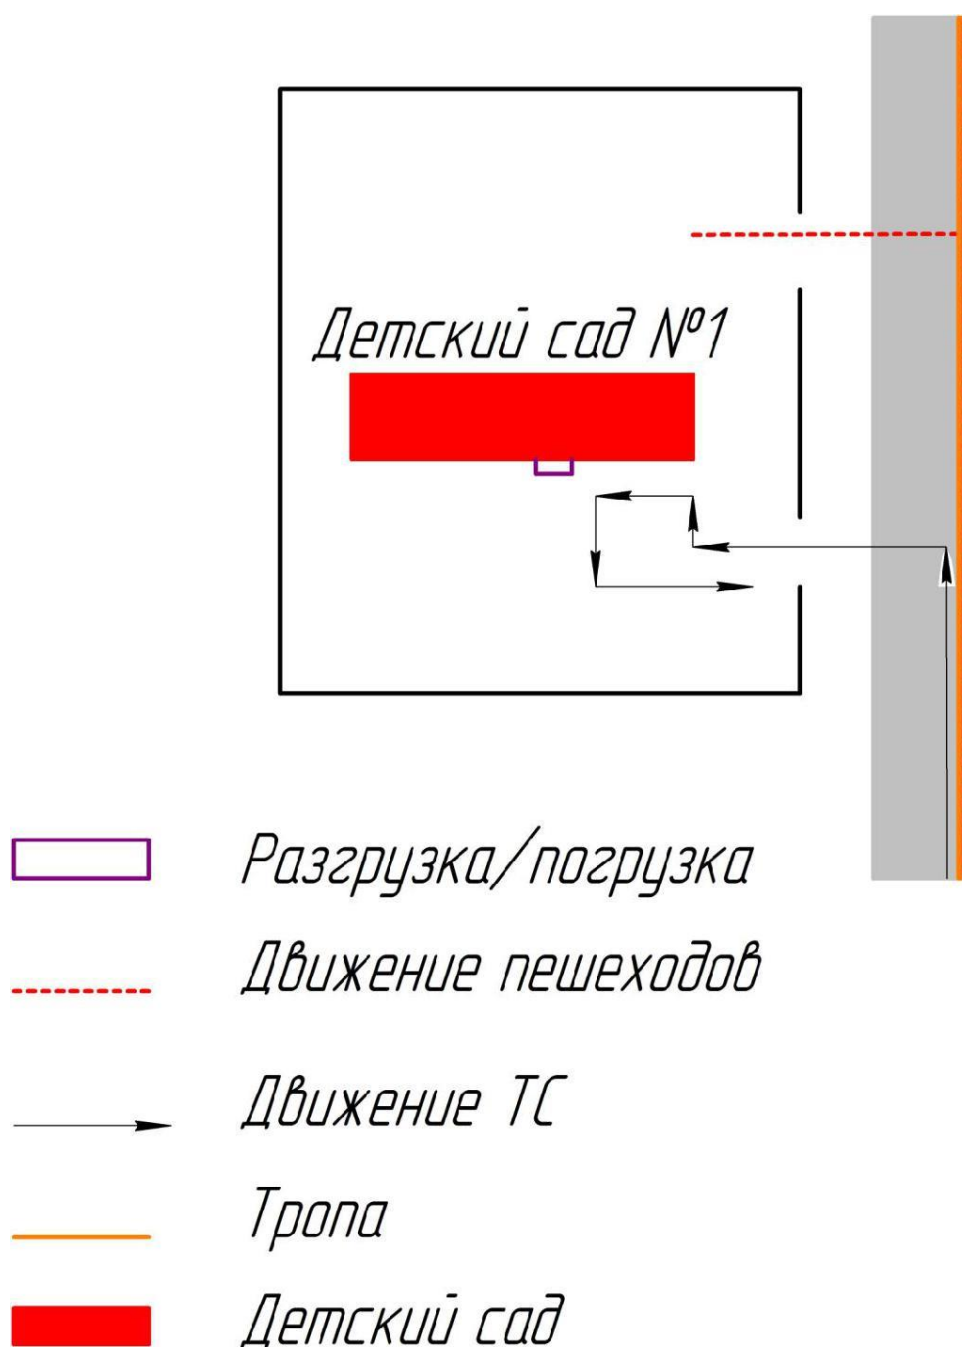 Детский сад №1
Разгрузка/погрузка
Движение пешеходов
Движение ТС
Тропа
Детский сад